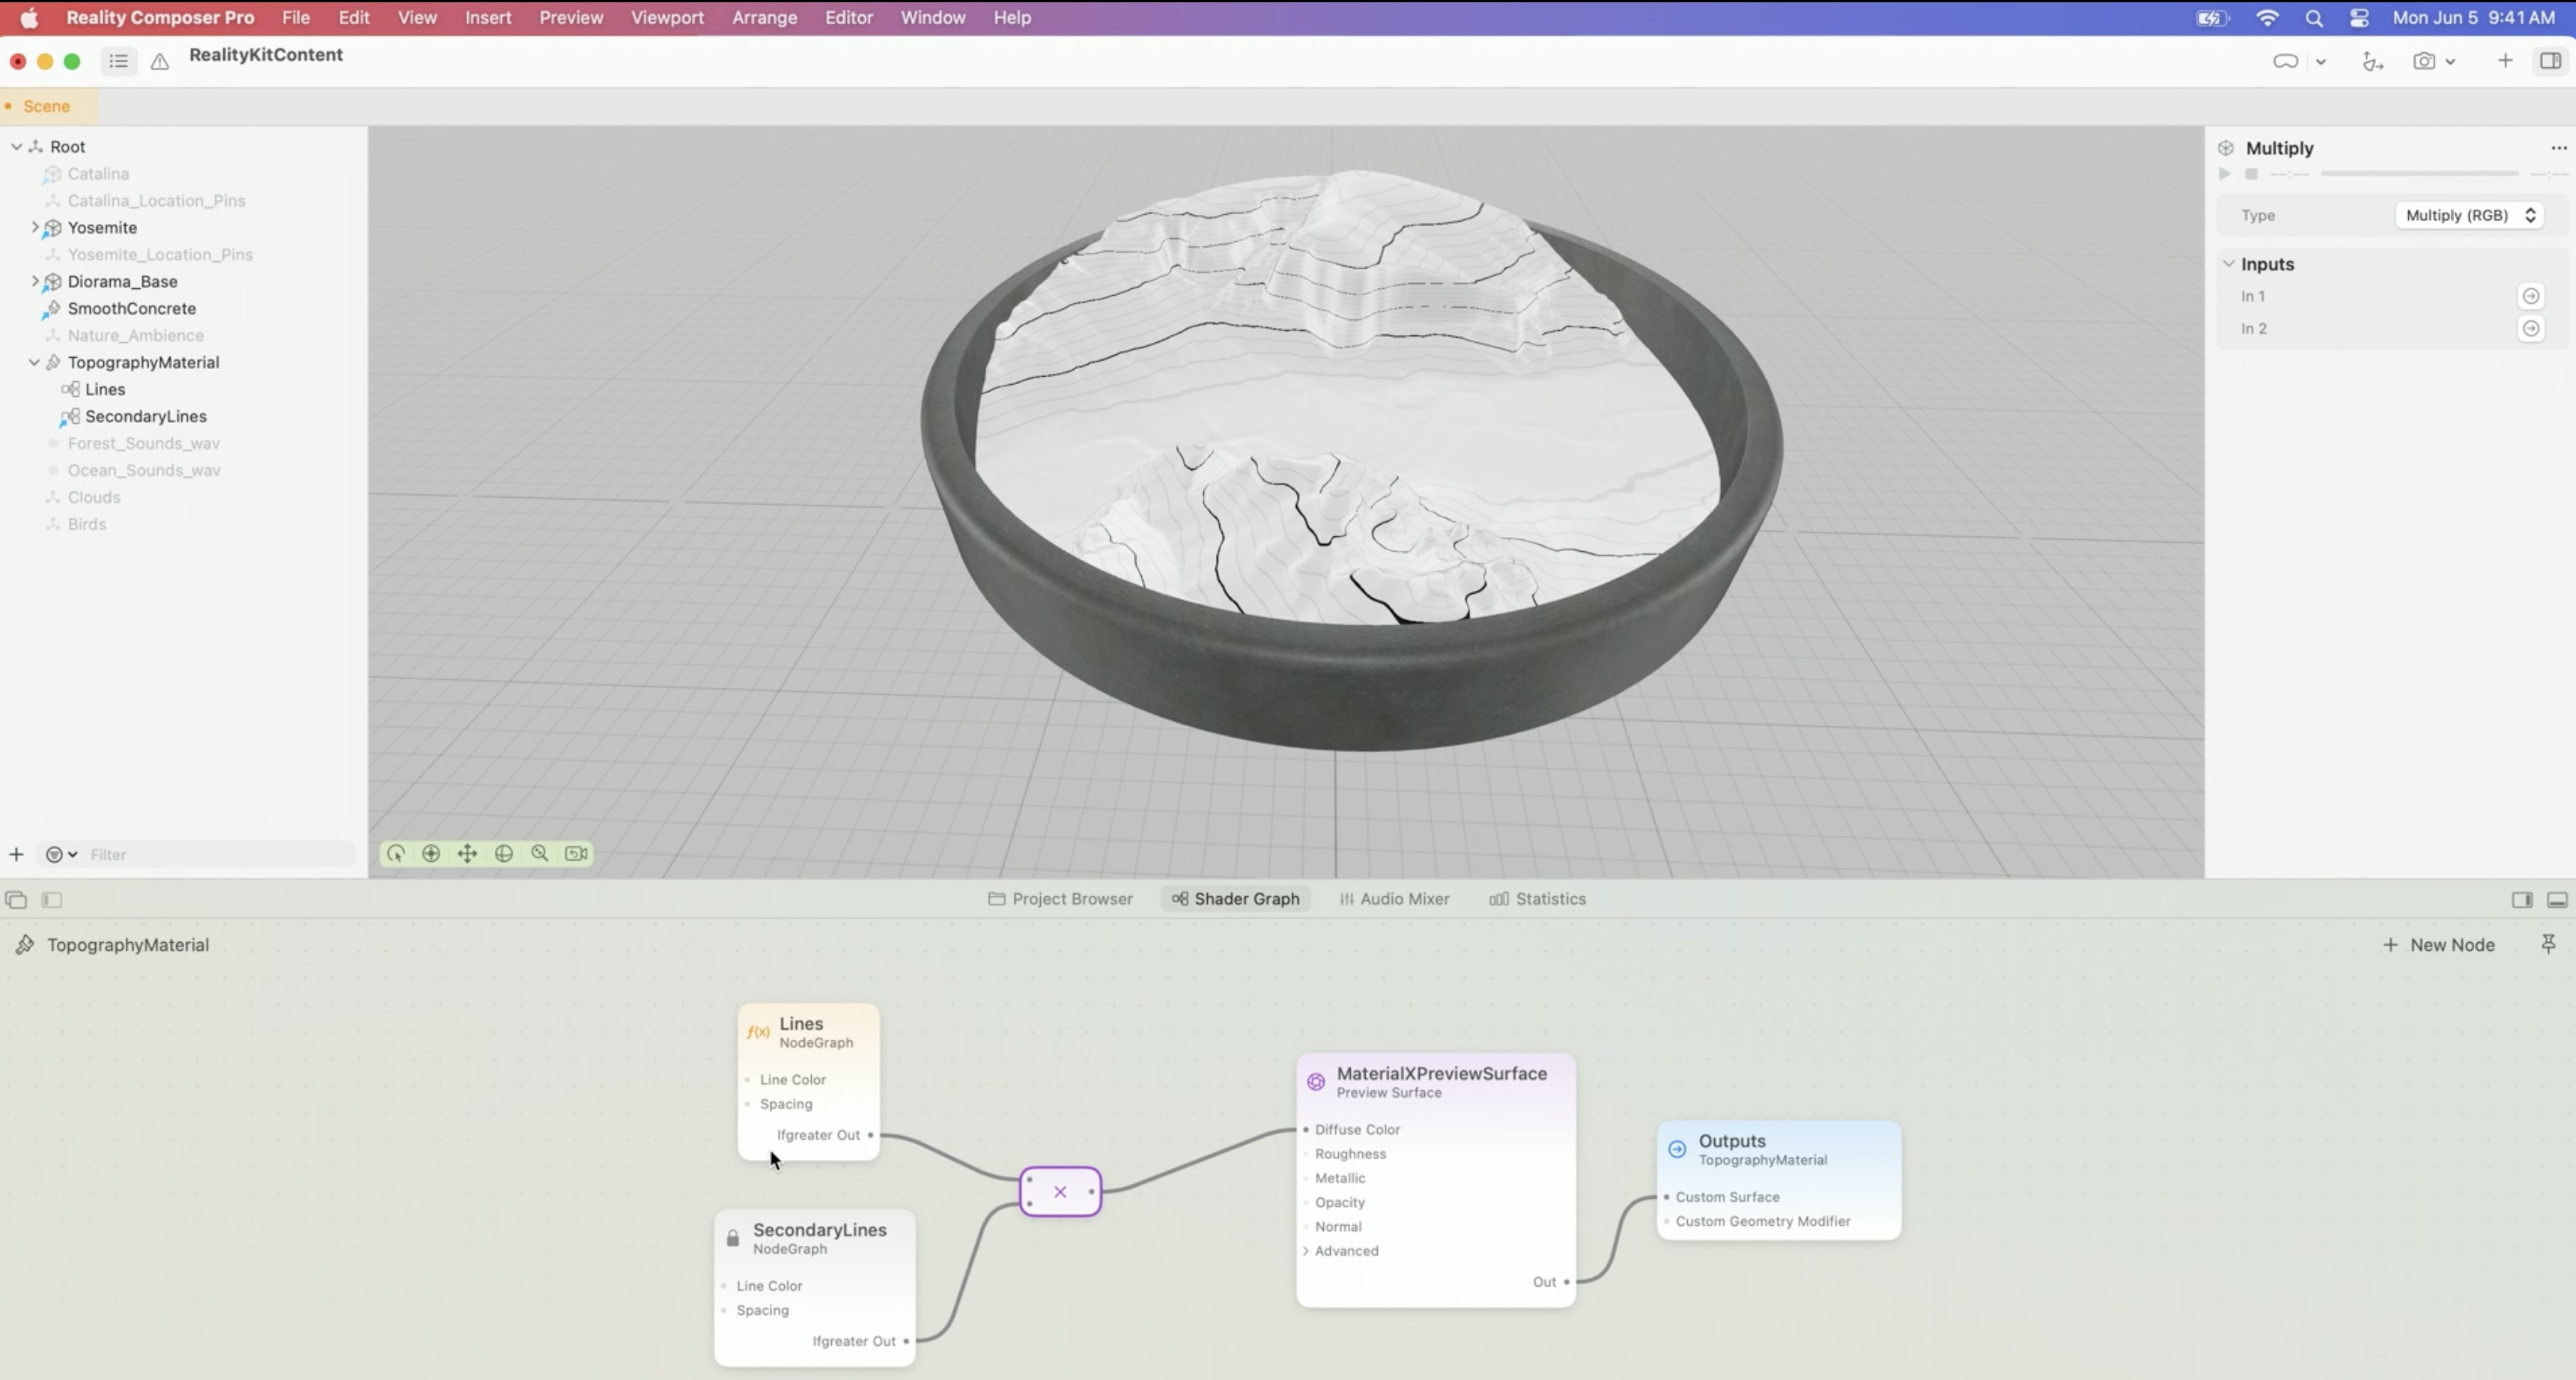 Reality Composer Pro File Edit View Insert Preview Viewport Arrange Editor Window Help Mon Jun 5 9:41 AM
RealityKitContent
Scene
Root
Catalina
Catalina_Location_Pins
Yosemite
Yosemite_Location_Pins
Diorama_Base
SmoothConcrete
Nature_Ambience
TopographyMaterial
Lines
SecondaryLines
Forest_Sounds_wav
Ocean_Sounds_wav
Clouds
Birds
Filter
Multiply
--:-- --:--
Type Multiply (RGB)
Inputs
In 1
In 2
Project Browser Shader Graph Audio Mixer Statistics
TopographyMaterial New Node
f(x) Lines
NodeGraph
Line Color
Spacing
Ifgreater Out
SecondaryLines
NodeGraph
Line Color
Spacing
Ifgreater Out
MaterialXPreviewSurface
Preview Surface
Diffuse Color
Roughness
Metallic
Opacity
Normal
Advanced
Out
Outputs
TopographyMaterial
Custom Surface
Custom Geometry Modifier